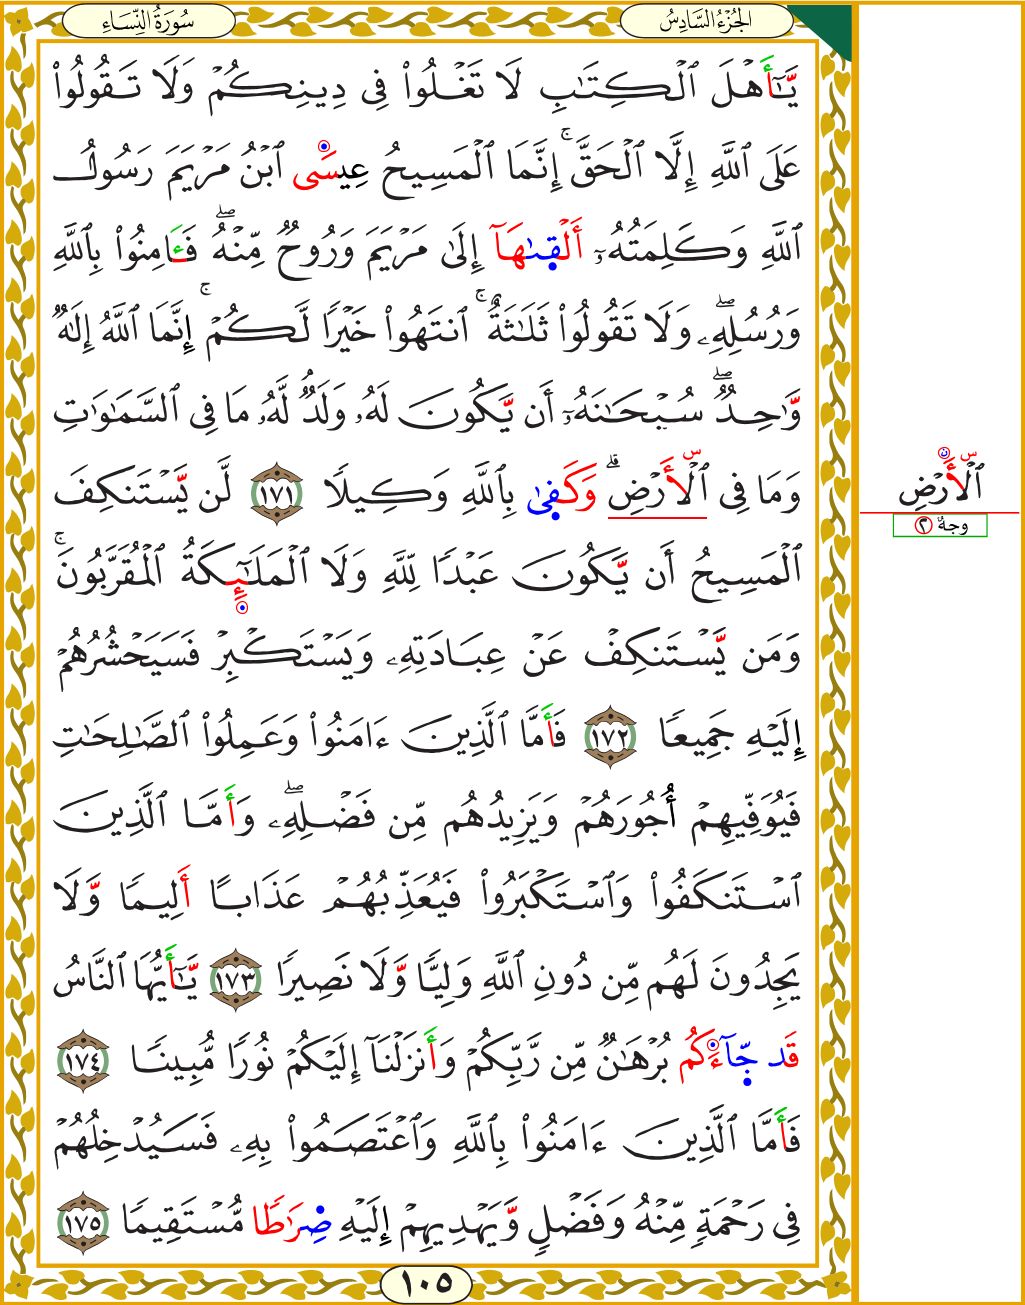 سُورَةُ النِّسَاءِ
الجُزْءُ السَّادِسُ
يَّـٰٓأَهْلَ ٱلْكِتَـٰبِ لَا تَغْلُوا۟ فِى دِينِكُمْ وَلَا تَقُولُوا۟
عَلَى ٱللَّهِ إِلَّا ٱلْحَقَّ ۚ إِنَّمَا ٱلْمَسِيحُ عِيسَى ٱبْنُ مَرْيَمَ رَسُولُ
ٱللَّهِ وَكَلِمَتُهُۥٓ أَلْقَىٰهَآ إِلَىٰ مَرْيَمَ وَرُوحٌ مِّنْهُ ۖ فَـَٔامِنُوا۟ بِٱللَّهِ
وَرُسُلِهِۦ ۖ وَلَا تَقُولُوا۟ ثَلَـٰثَةٌ ۚ ٱنتَهُوا۟ خَيْرًا لَّكُمْ ۚ إِنَّمَا ٱللَّهُ إِلَـٰهٌ
وَّٰحِدٌ ۖ سُبْحَـٰنَهُۥٓ أَن يَّكُونَ لَهُۥ وَلَدٌ ۘ لَّهُۥ مَا فِى ٱلسَّمَـٰوَٰتِ
وَمَا فِى ٱلْأَرْضِ ۗ وَكَفَىٰ بِٱللَّهِ وَكِيلًا ١٧١ لَّن يَّسْتَنكِفَ
ٱلْمَسِيحُ أَن يَّكُونَ عَبْدًا لِّلَّهِ وَلَا ٱلْمَلَـٰٓئِكَةُ ٱلْمُقَرَّبُونَ ۚ
وَمَن يَّسْتَنكِفْ عَنْ عِبَادَتِهِۦ وَيَسْتَكْبِرْ فَسَيَحْشُرُهُمْ
إِلَيْهِ جَمِيعًا ١٧٢ فَأَمَّا ٱلَّذِينَ ءَامَنُوا۟ وَعَمِلُوا۟ ٱلصَّـٰلِحَـٰتِ
فَيُوَفِّيهِمْ أُجُورَهُمْ وَيَزِيدُهُم مِّن فَضْلِهِۦ ۖ وَأَمَّا ٱلَّذِينَ
ٱسْتَنكَفُوا۟ وَٱسْتَكْبَرُوا۟ فَيُعَذِّبُهُمْ عَذَابًا أَلِيمًا وَّلَا
يَجِدُونَ لَهُم مِّن دُونِ ٱللَّهِ وَلِيًّا وَّلَا نَصِيرًا ١٧٣ يَّـٰٓأَيُّهَا ٱلنَّاسُ
قَد جَّآءَكُم بُرْهَـٰنٌ مِّن رَّبِّكُمْ وَأَنزَلْنَآ إِلَيْكُمْ نُورًا مُّبِينًا ١٧٤
فَأَمَّا ٱلَّذِينَ ءَامَنُوا۟ بِٱللَّهِ وَٱعْتَصَمُوا۟ بِهِۦ فَسَيُدْخِلُهُمْ
فِى رَحْمَةٍ مِّنْهُ وَفَضْلٍ وَّيَهْدِيهِمْ إِلَيْهِ صِرَٰطًا مُّسْتَقِيمًا ١٧٥
ٱلْأَرْضِ
وجهٌ ٢
١٠٥